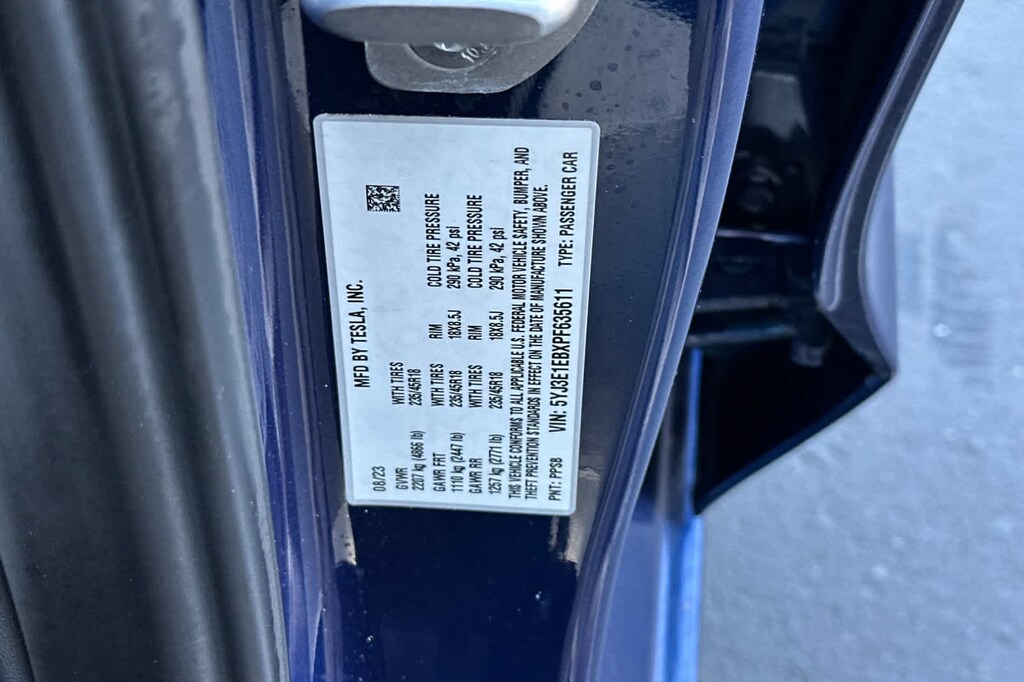 MFD BY TESLA, INC.
08/23
GVWR WITH TIRES
2207 kg (4866 lb) 235/45R18
GAWR FRT WITH TIRES RIM COLD TIRE PRESSURE
1110 kg (2447 lb) 235/45R18 18X8.5J 290 kPa, 42 psi
GAWR RR WITH TIRES RIM COLD TIRE PRESSURE
1257 kg (2771 lb) 235/45R18 18X8.5J 290 kPa, 42 psi
THIS VEHICLE CONFORMS TO ALL APPLICABLE U.S. FEDERAL MOTOR VEHICLE SAFETY, BUMPER, AND
THEFT PREVENTION STANDARDS IN EFFECT ON THE DATE OF MANUFACTURE SHOWN ABOVE.
PNT: PPSB VIN: 5YJ3E1EBXPF635611 TYPE: PASSENGER CAR